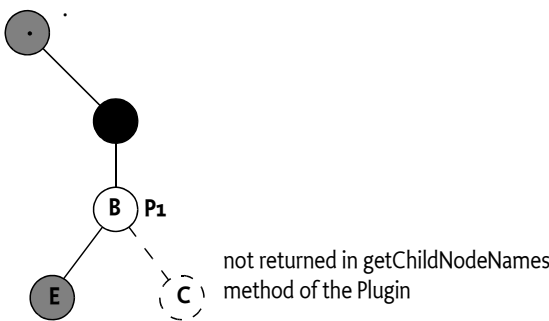 .
B P1
not returned in getChildNodeNames
E C method of the Plugin